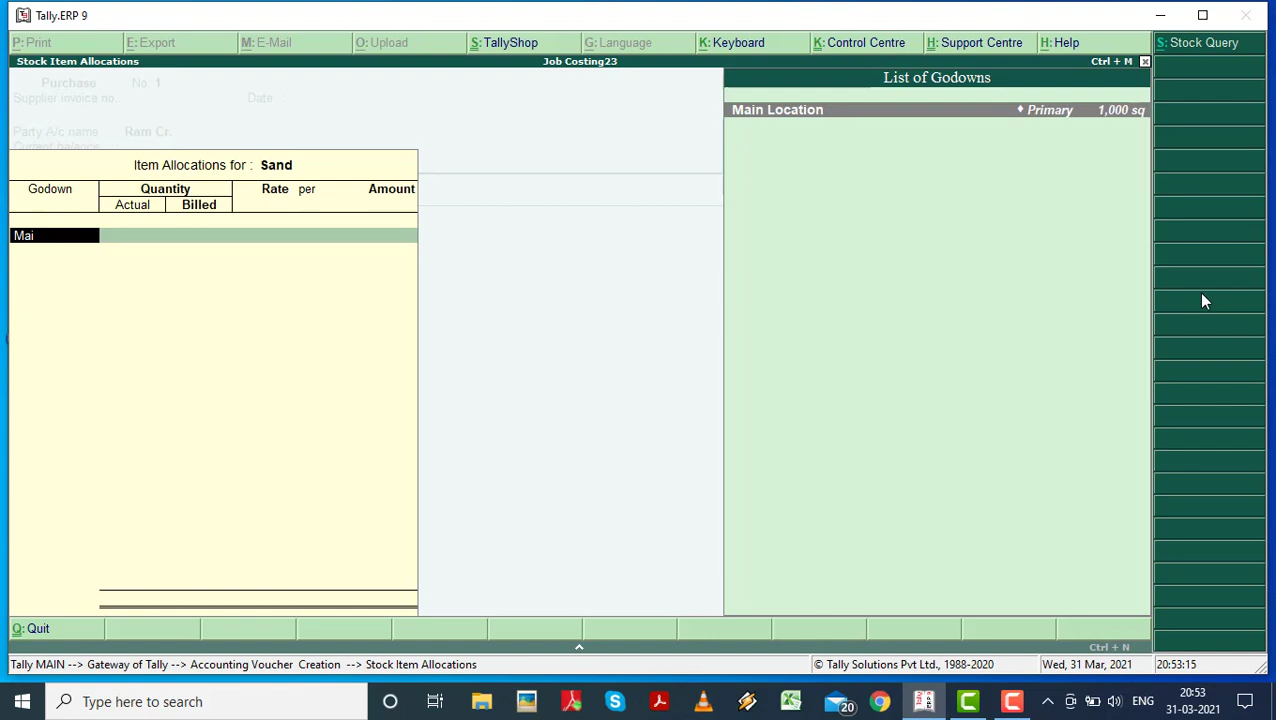 Tally.ERP 9
P: Print E: Export M: E-Mail O: Upload S: TallyShop G: Language K: Keyboard K: Control Centre H: Support Centre H: Help S: Stock Query
Stock Item Allocations Job Costing23 Ctrl + M
Purchase No. 1
Supplier invoice no.: Date :
Party A/c name Ram Cr.
Current balance
List of Godowns
Main Location ♦ Primary 1,000 sq
Item Allocations for : Sand
Godown Quantity Rate per Amount
Actual Billed
Mai
Q: Quit
Ctrl + N
Tally MAIN --> Gateway of Tally --> Accounting Voucher Creation --> Stock Item Allocations © Tally Solutions Pvt Ltd., 1988-2020 Wed, 31 Mar, 2021 20:53:15
Type here to search 20 ENG 20:53
31-03-2021